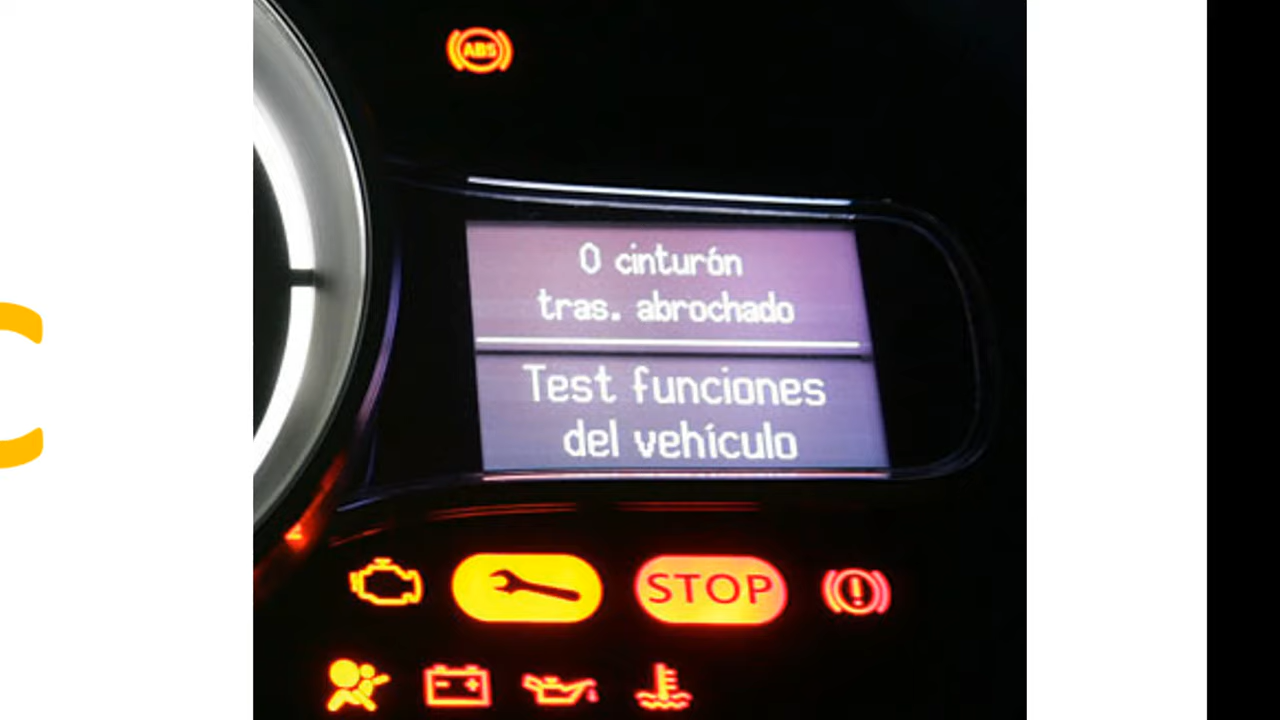 ABS
0 cinturón
tras. abrochado
Test funciones
del vehículo
STOP